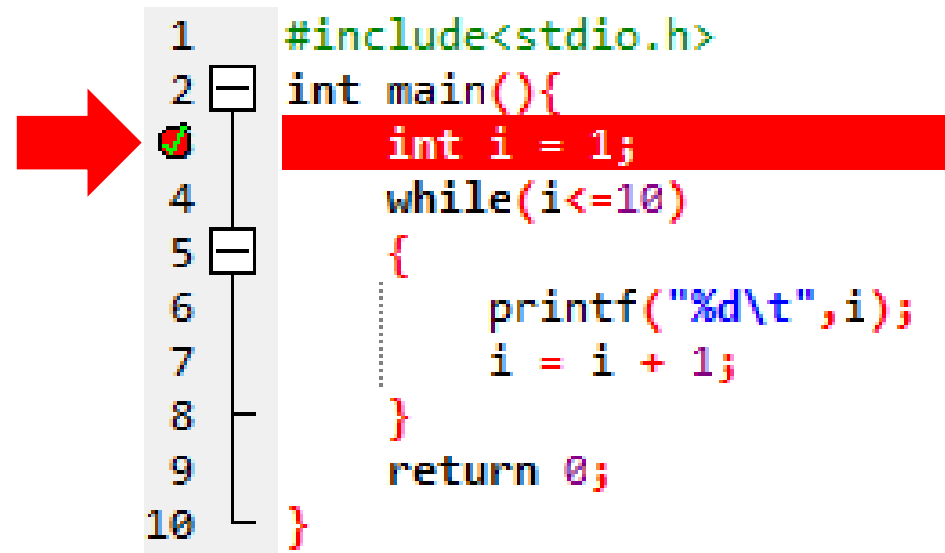 1 #include<stdio.h>
2 int main(){
int i = 1;
4 while(i<=10)
5 {
6 printf("%d\t",i);
7 i = i + 1;
8 }
9 return 0;
10 }